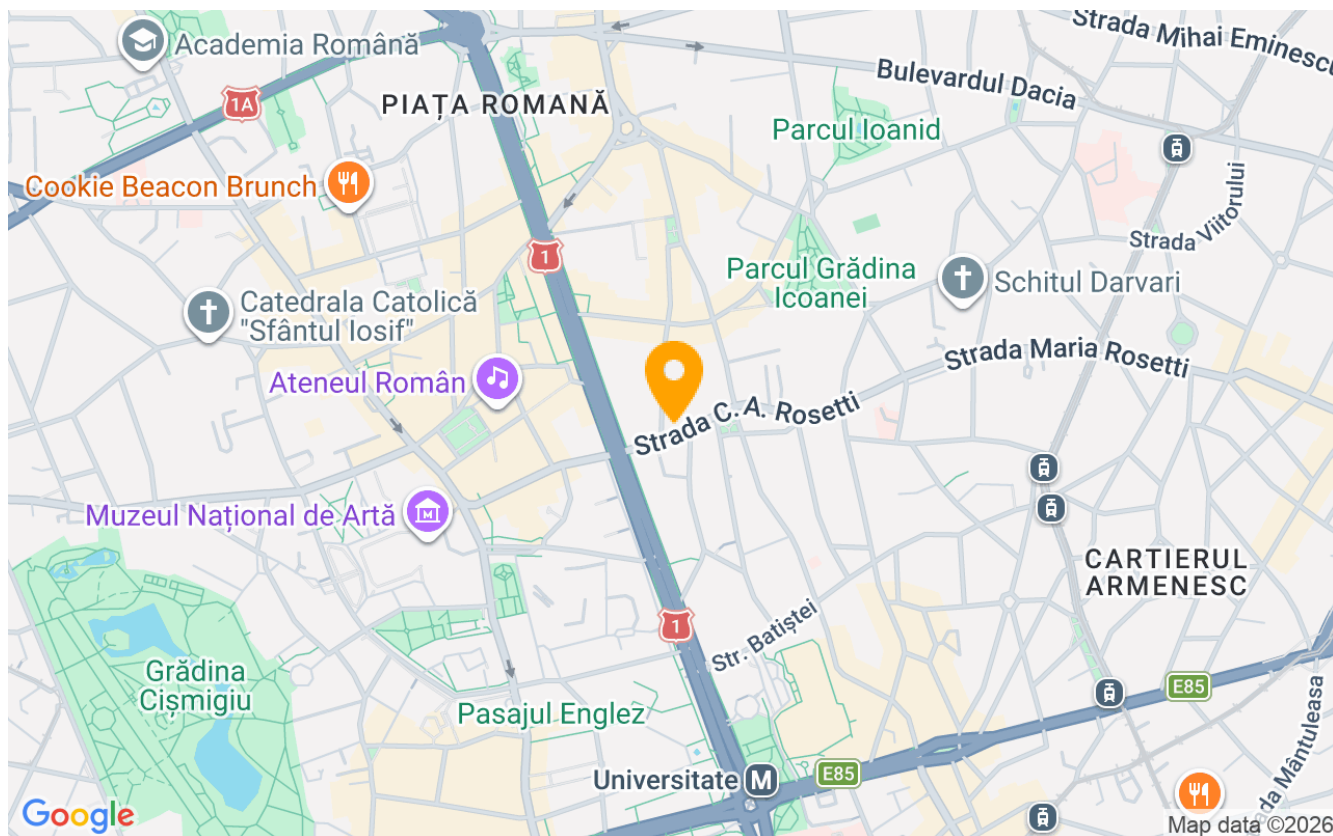 Strada Mihai Eminescu
Academia Română
Bulevardul Dacia
1A
PIAȚA ROMANĂ
Parcul Ioanid
Cookie Beacon Brunch
Strada Viitorului
1
Parcul Grădina
Icoanei
Schitul Darvari
Catedrala Catolică
"Sfântul Iosif"
Strada Maria Rosetti
Ateneul Român
Strada C. A. Rosetti
Muzeul Național de Artă
M
CARTIERUL
ARMENESC
1
Str. Batiștei
Grădina
Cișmigiu
E85
Pasajul Englez
Universitate M
E85
Mântuleasa
Google
Map data ©2026